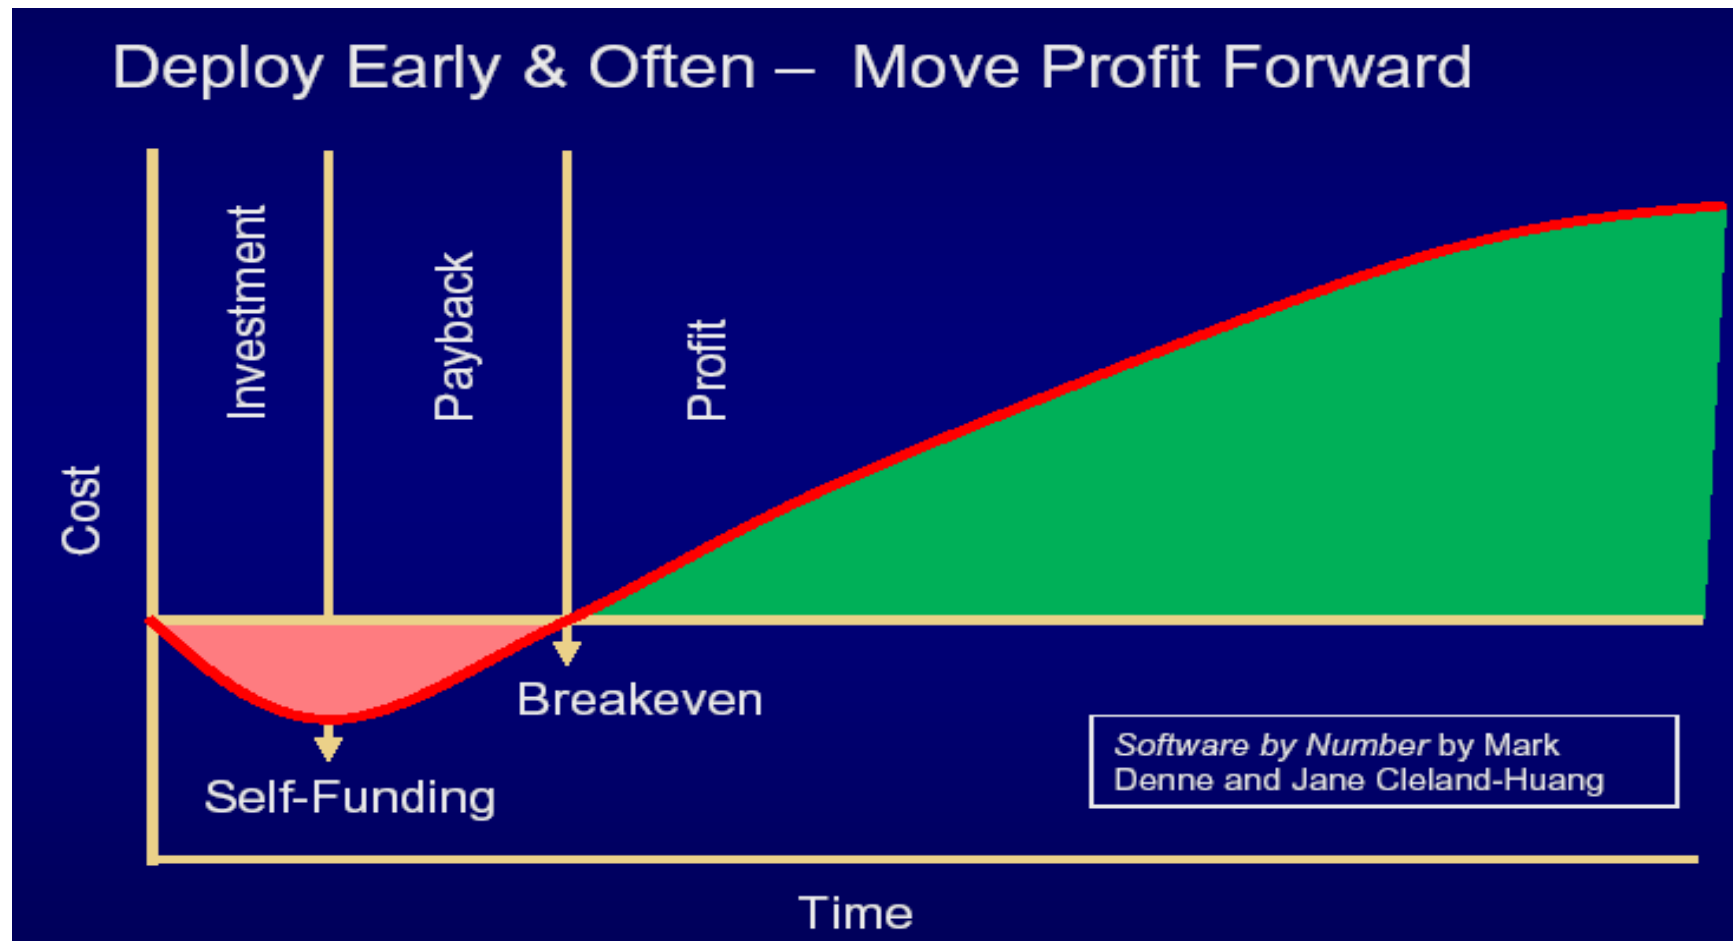 Deploy Early & Often – Move Profit Forward
Investment
Payback
Profit
Cost
Breakeven
Self-Funding
Software by Number by Mark
Denne and Jane Cleland-Huang
Time